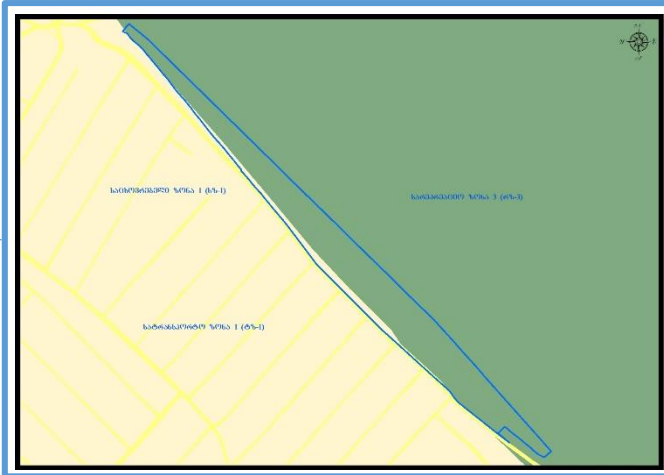 საცხოვრებელი ზონა 1 (სზ-1)
სარეკრეაციო ზონა 3 (რზ-3)
სატრანსპორტო ზონა 1 (ტზ-1)